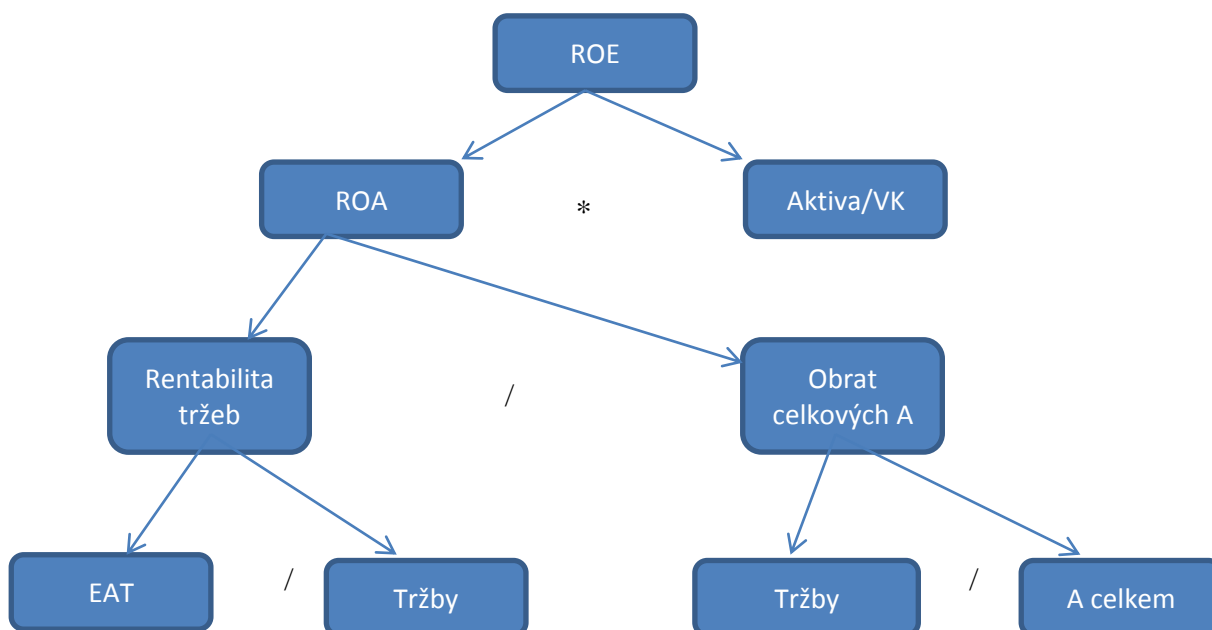 ROE
ROA
*
Aktiva/VK
Rentabilita
tržeb
/
Obrat
celkových A
EAT
/
Tržby
Tržby
/
A celkem